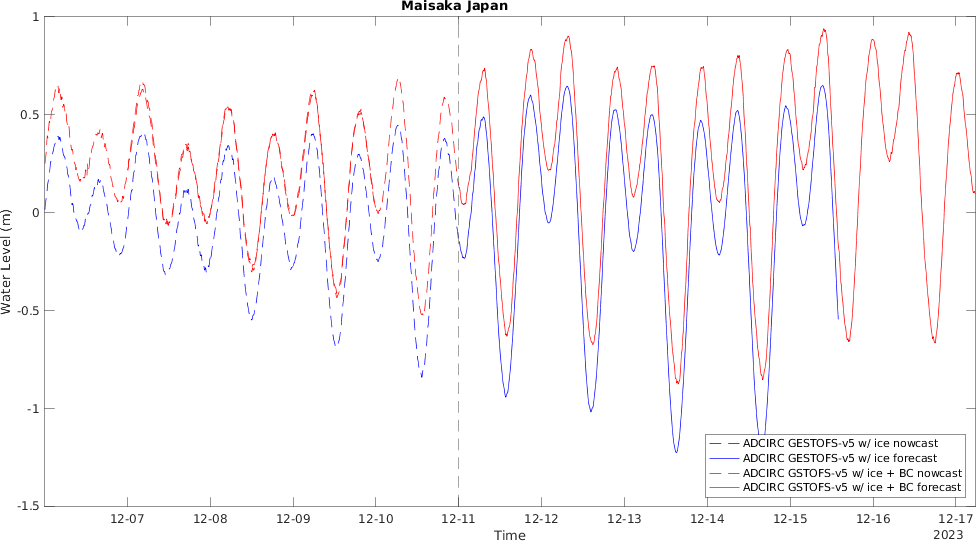 Maisaka Japan
1
0.5
0
-0.5
-1
-1.5
Water Level (m)
ADCIRC GESTOFS-v5 w/ ice nowcast
ADCIRC GESTOFS-v5 w/ ice forecast
ADCIRC GSTOFS-v5 w/ ice + BC nowcast
ADCIRC GSTOFS-v5 w/ ice + BC forecast
12-07 12-08 12-09 12-10 12-11 12-12 12-13 12-14 12-15 12-16 12-17
Time
2023